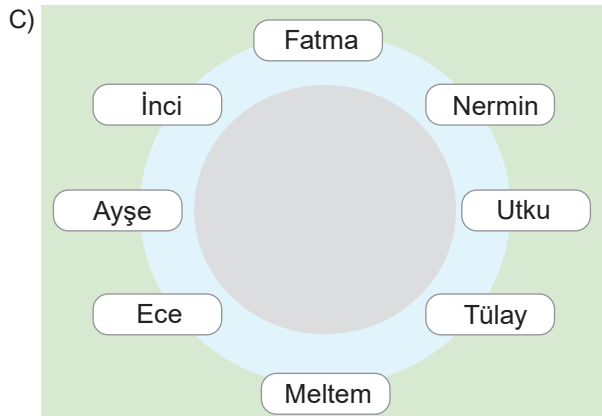 C)
Fatma
İnci
Nermin
Ayşe
Utku
Ece
Tülay
Meltem